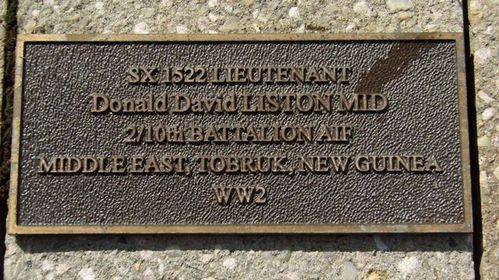 SX 1522 LIEUTENANT
Donald David LISTON MID
2/10th BATTALION AIF
MIDDLE EAST, TOBRUK, NEW GUINEA
WW2